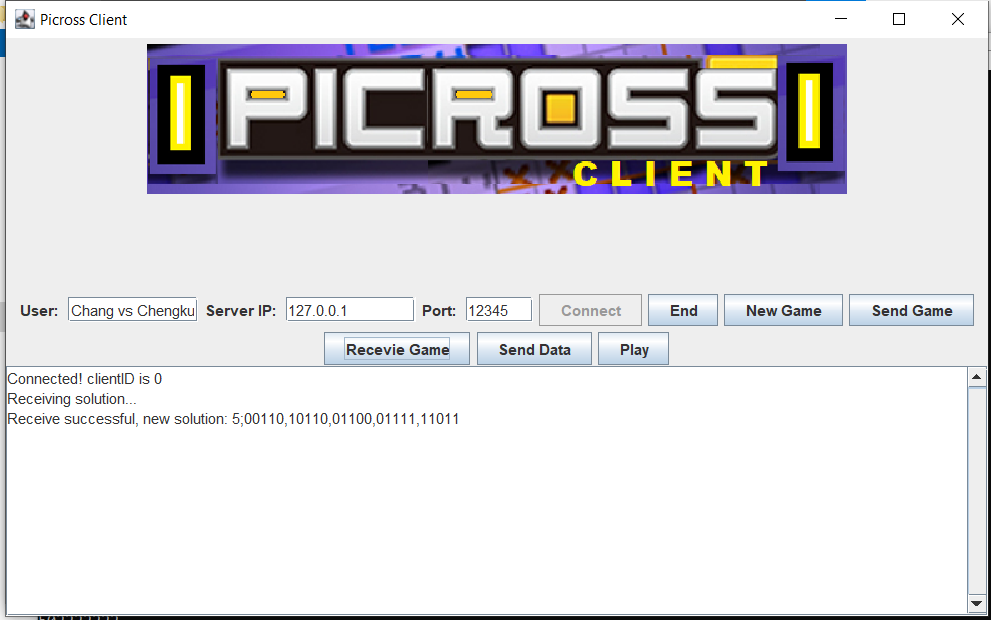 Picross Client
PICROSS
CLIENT
User: Chang vs Chengku Server IP: 127.0.0.1 Port: 12345 Connect End New Game Send Game
Recevie Game Send Data Play
Connected! clientID is 0
Receiving solution...
Receive successful, new solution: 5;00110,10110,01100,01111,11011